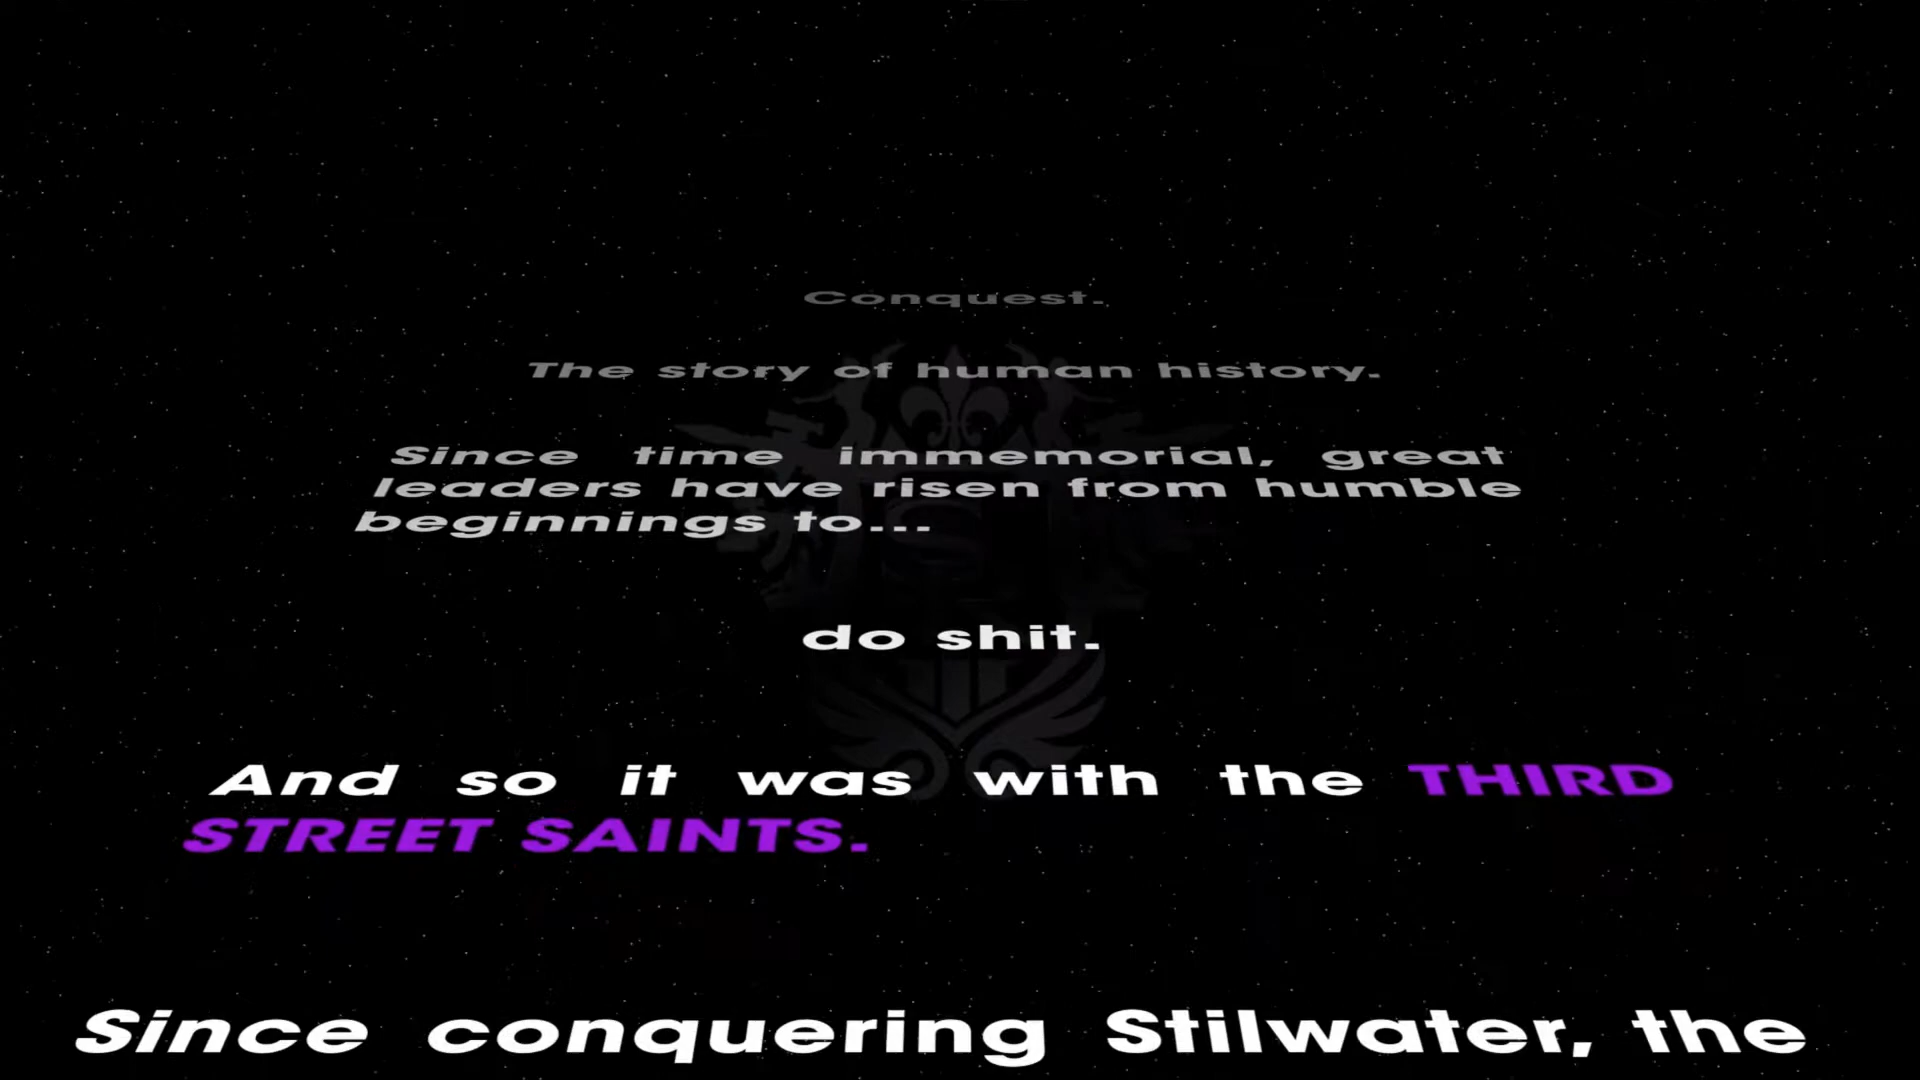 Conquest.
The story of human history.
Since time immemorial, great
leaders have risen from humble
beginnings to...
do shit.
And so it was with the THIRD
STREET SAINTS.
Since conquering Stilwater, the